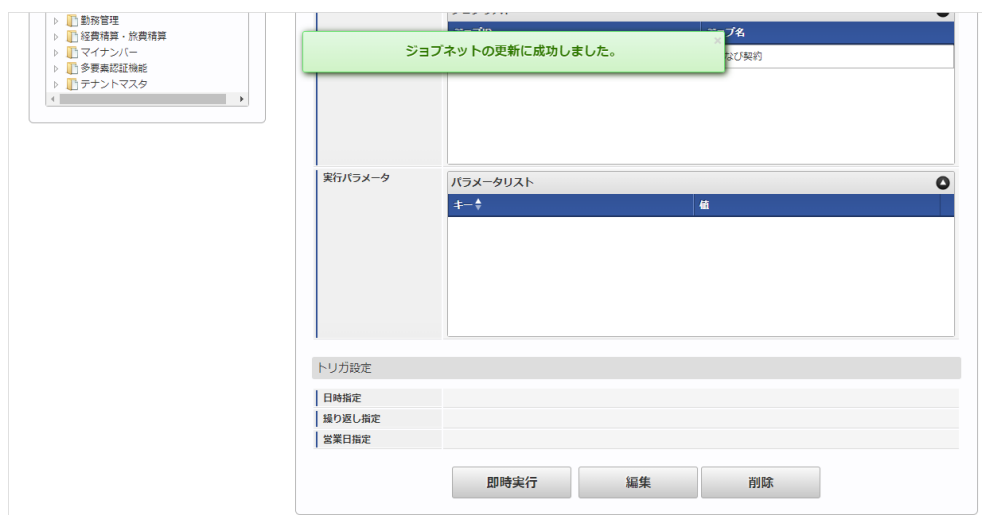 勤務管理
経費精算・旅費精算
マイナンバー
多要素認証機能
テナントマスタ
ジョブネットの更新に成功しました。
ブ名
なび契約
実行パラメータ
パラメータリスト
キー
値
トリガ設定
日時指定
繰り返し指定
営業日指定
即時実行
編集
削除